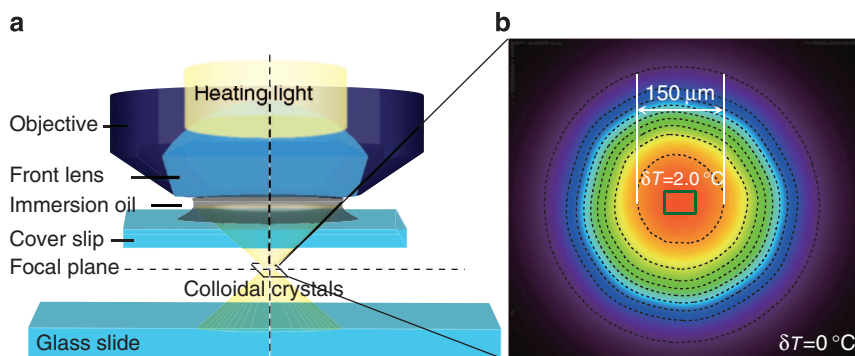 a
Heating light
Objective
Front lens
Immersion oil
Cover slip
Focal plane
Colloidal crystals
Glass slide
b
150 μm
δT=2.0 °C
δT=0 °C